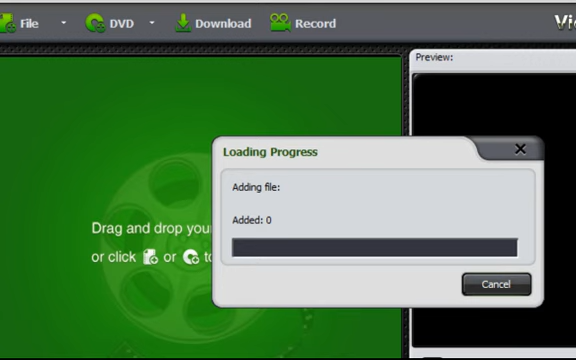 File
DVD
Download
Record
Preview:
Loading Progress
Adding file:
Added: 0
Drag and drop your
or click or
Cancel